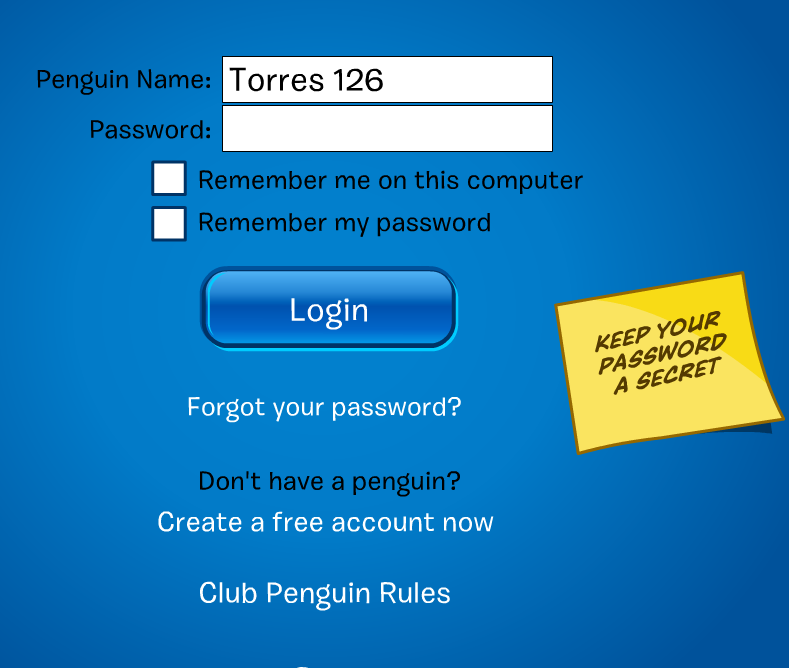 Penguin Name: Torres 126
Password:
Remember me on this computer
Remember my password
Login
KEEP YOUR
PASSWORD
A SECRET
Forgot your password?
Don't have a penguin?
Create a free account now
Club Penguin Rules